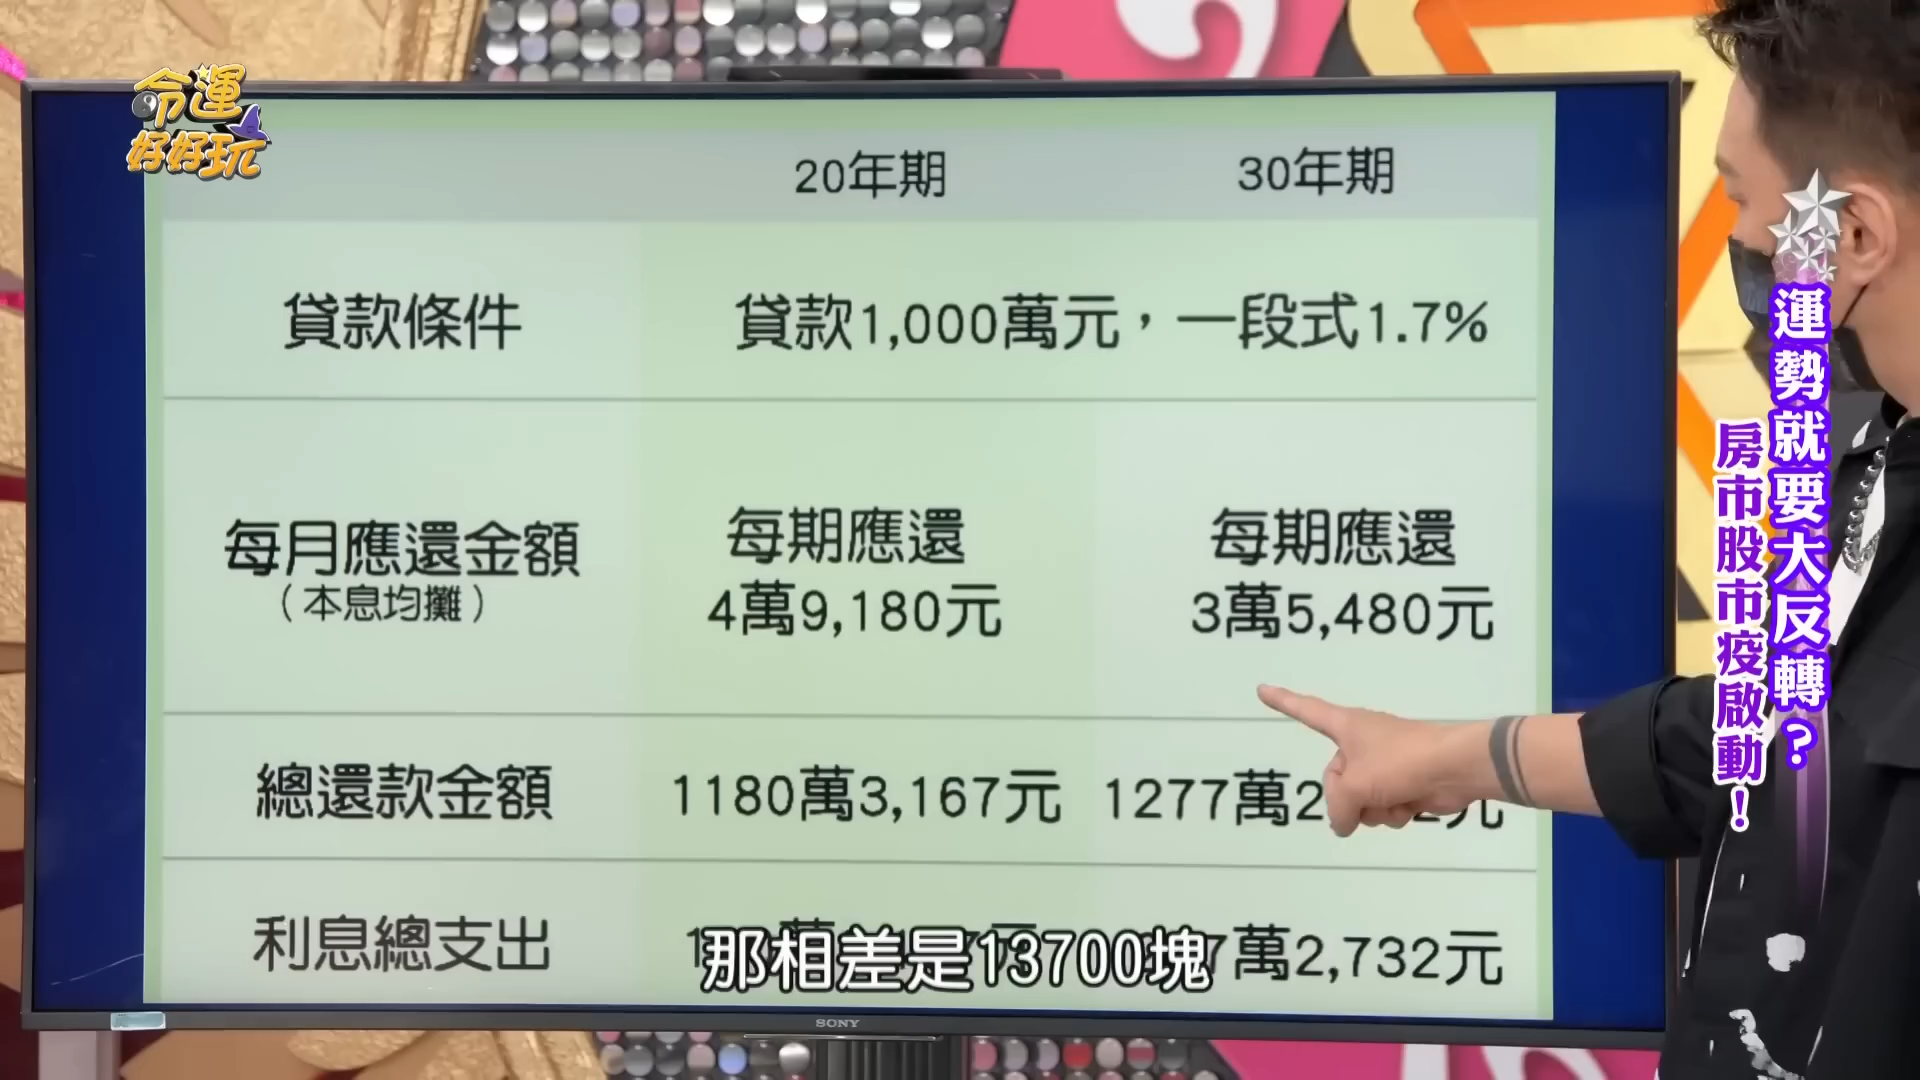 命運
好好玩
20年期
30年期
貸款條件
貸款1,000萬元，一段式1.7%
每月應還金額
（本息均攤）
每期應還
4萬9,180元
每期應還
3萬5,480元
總還款金額
1180萬3,167元
1277萬2
元
利息總支出
7萬2,732元
那相差是13700塊
運勢就要大反轉？
房市股市疫啟動！
SONY